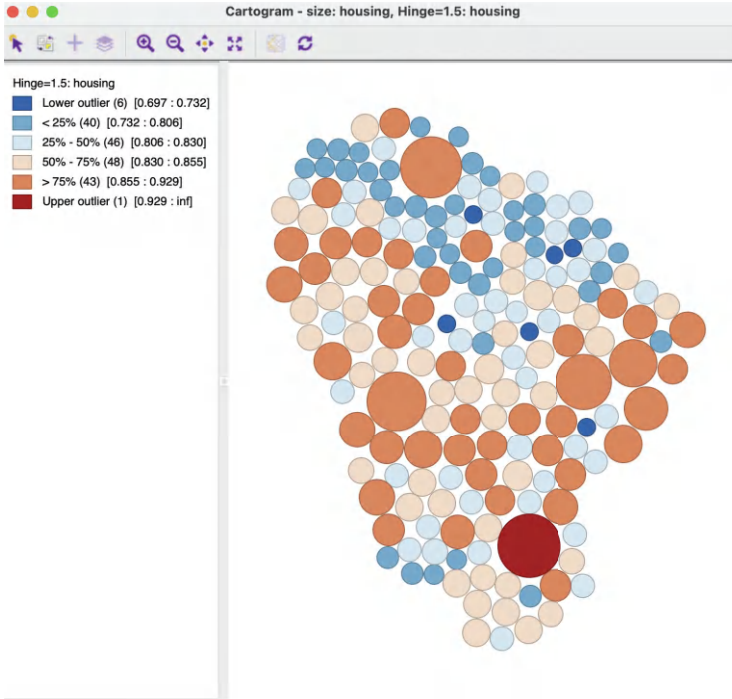 Cartogram - size: housing, Hinge=1.5: housing
Hinge=1.5: housing
Lower outlier (6) [0.697 : 0.732]
< 25% (40) [0.732 : 0.806]
25% - 50% (46) [0.806 : 0.830]
50% - 75% (48) [0.830 : 0.855]
> 75% (43) [0.855 : 0.929]
Upper outlier (1) [0.929 : inf]